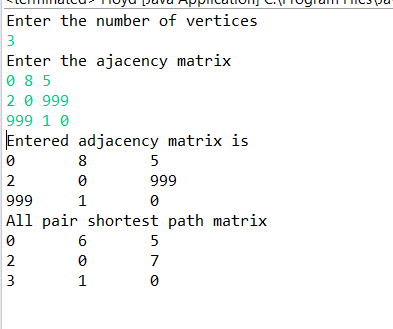 <terminated> Floyd [Java Application] C:\Program Files\Ja
Enter the number of vertices
3
Enter the ajacency matrix
0 8 5
2 0 999
999 1 0
Entered adjacency matrix is
0 8 5
2 0 999
999 1 0
All pair shortest path matrix
0 6 5
2 0 7
3 1 0